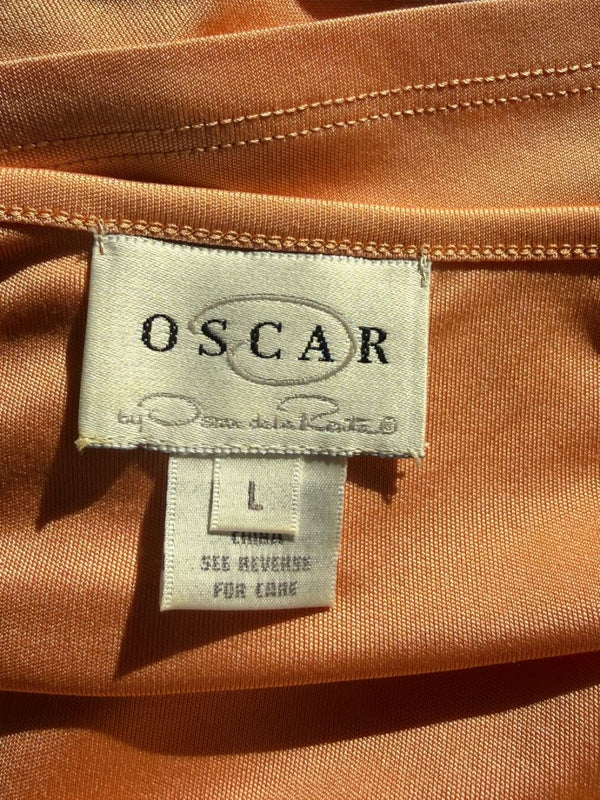 OSCAR
by Oscar de la Renta ®
L
CHINA
SEE REVERSE
FOR CARE